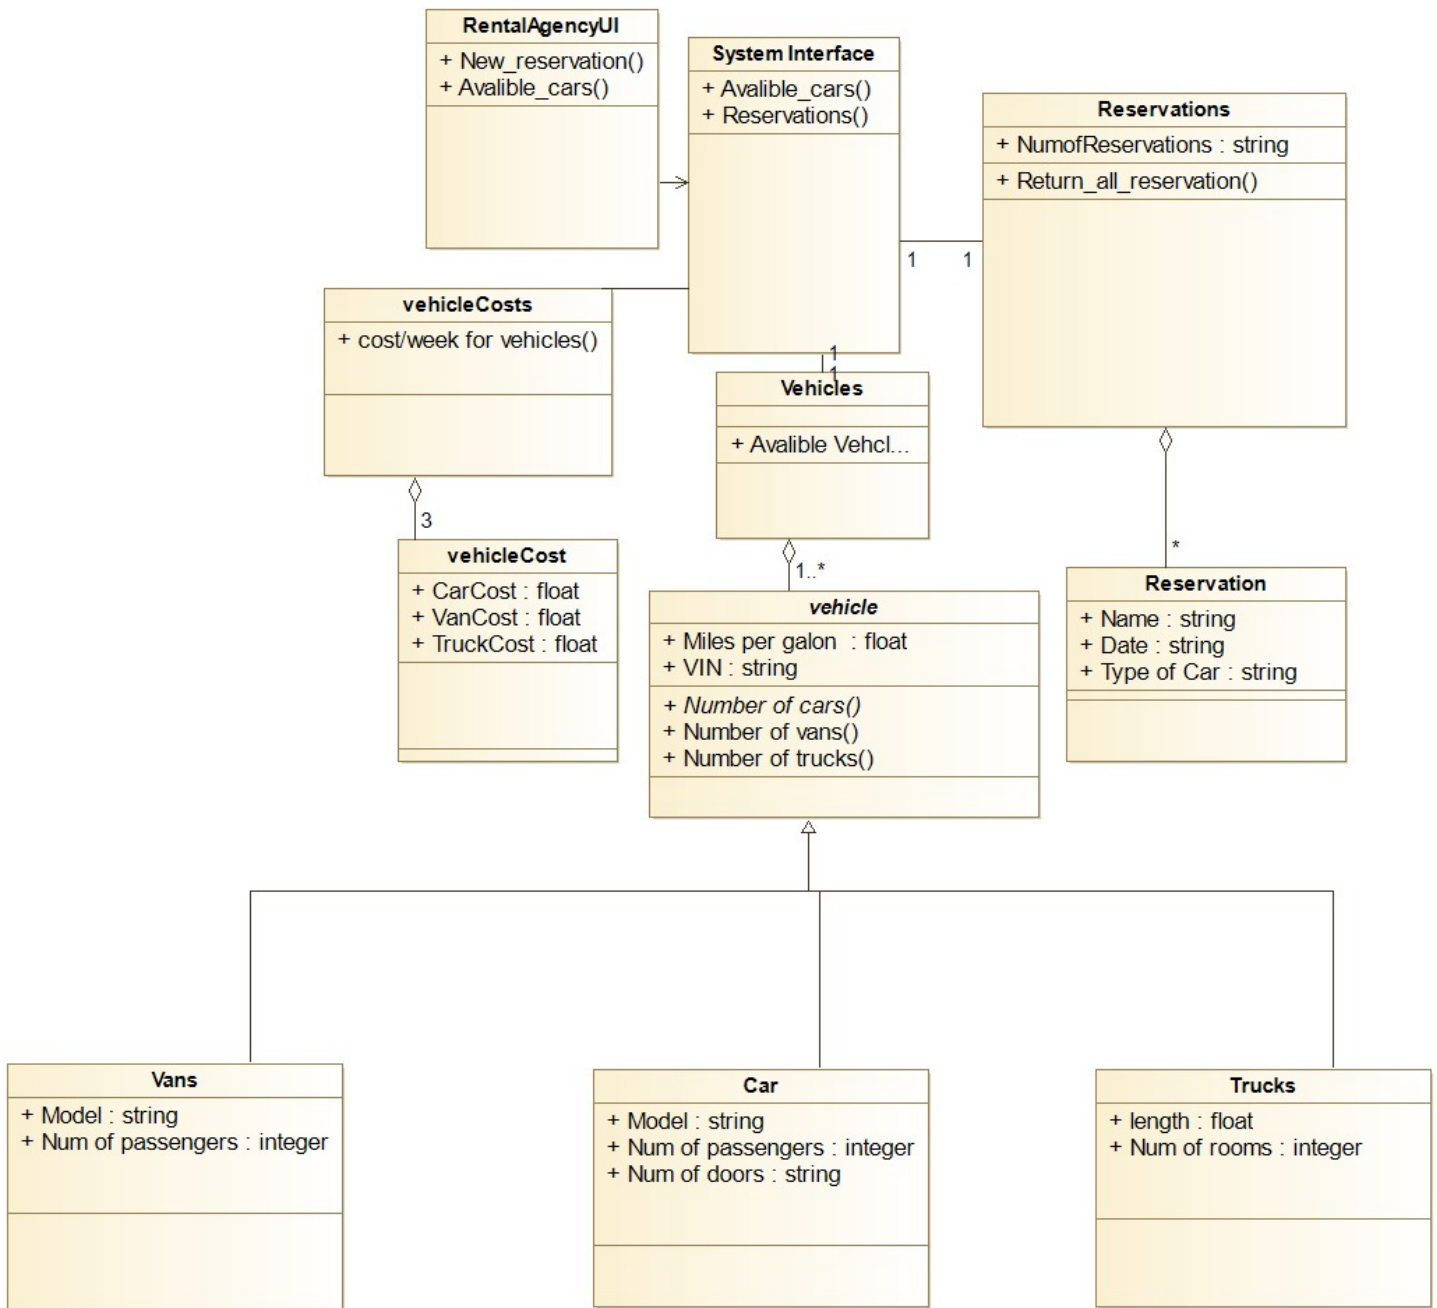 RentalAgencyUI
+ New_reservation()
+ Avalible_cars()
System Interface
+ Avalible_cars()
+ Reservations()
Reservations
+ NumofReservations : string
+ Return_all_reservation()
1
1
vehicleCosts
+ cost/week for vehicles()
1
1
Vehicles
+ Avalible Vehcl...
3
vehicleCost
+ CarCost : float
+ VanCost : float
+ TruckCost : float
1..*
vehicle
+ Miles per galon : float
+ VIN : string
+ Number of cars()
+ Number of vans()
+ Number of trucks()
*
Reservation
+ Name : string
+ Date : string
+ Type of Car : string
Vans
+ Model : string
+ Num of passengers : integer
Car
+ Model : string
+ Num of passengers : integer
+ Num of doors : string
Trucks
+ length : float
+ Num of rooms : integer